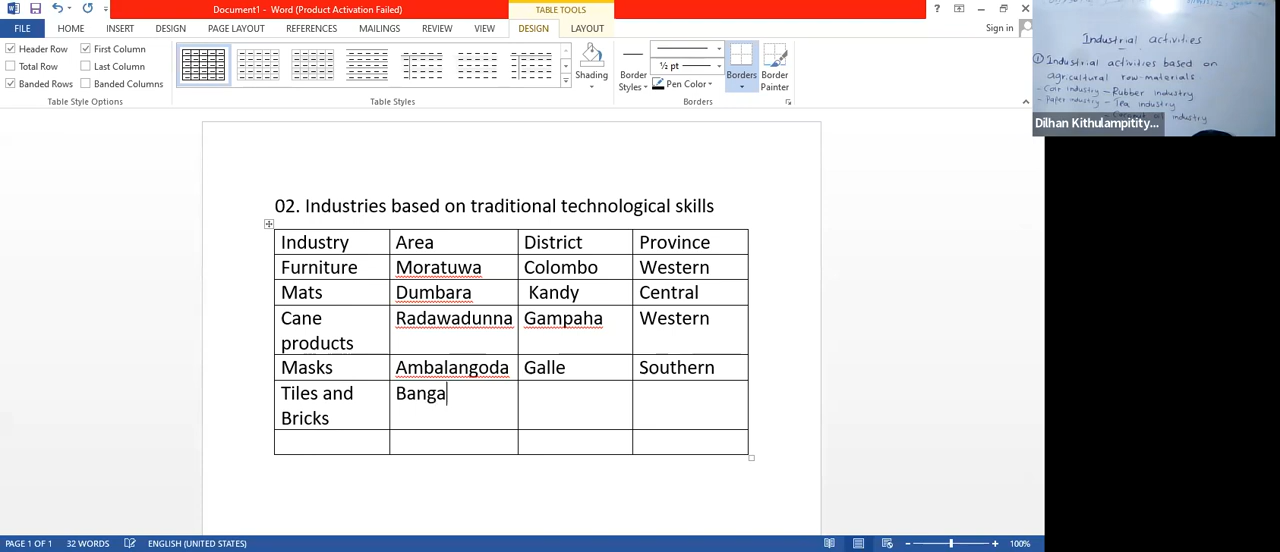 Document1 - Word (Product Activation Failed)
TABLE TOOLS
FILE HOME INSERT DESIGN PAGE LAYOUT REFERENCES MAILINGS REVIEW VIEW DESIGN LAYOUT Sign in
Header Row First Column
Total Row Last Column
Banded Rows Banded Columns
Table Style Options
Table Styles
Shading
Border Styles
½ pt
Pen Color
Borders
Border Painter
Borders
Industrial activities
① Industrial activities based on
agricultural raw-materials
- Coir industry - Rubber industry
- Paper industry - Tea industry
industry
Dilhan Kithulampitity...
02. Industries based on traditional technological skills
Industry Area District Province
Furniture Moratuwa Colombo Western
Mats Dumbara Kandy Central
Cane products Radawadunna Gampaha Western
Masks Ambalangoda Galle Southern
Tiles and Bricks Banga
PAGE 1 OF 1 32 WORDS ENGLISH (UNITED STATES) 100%